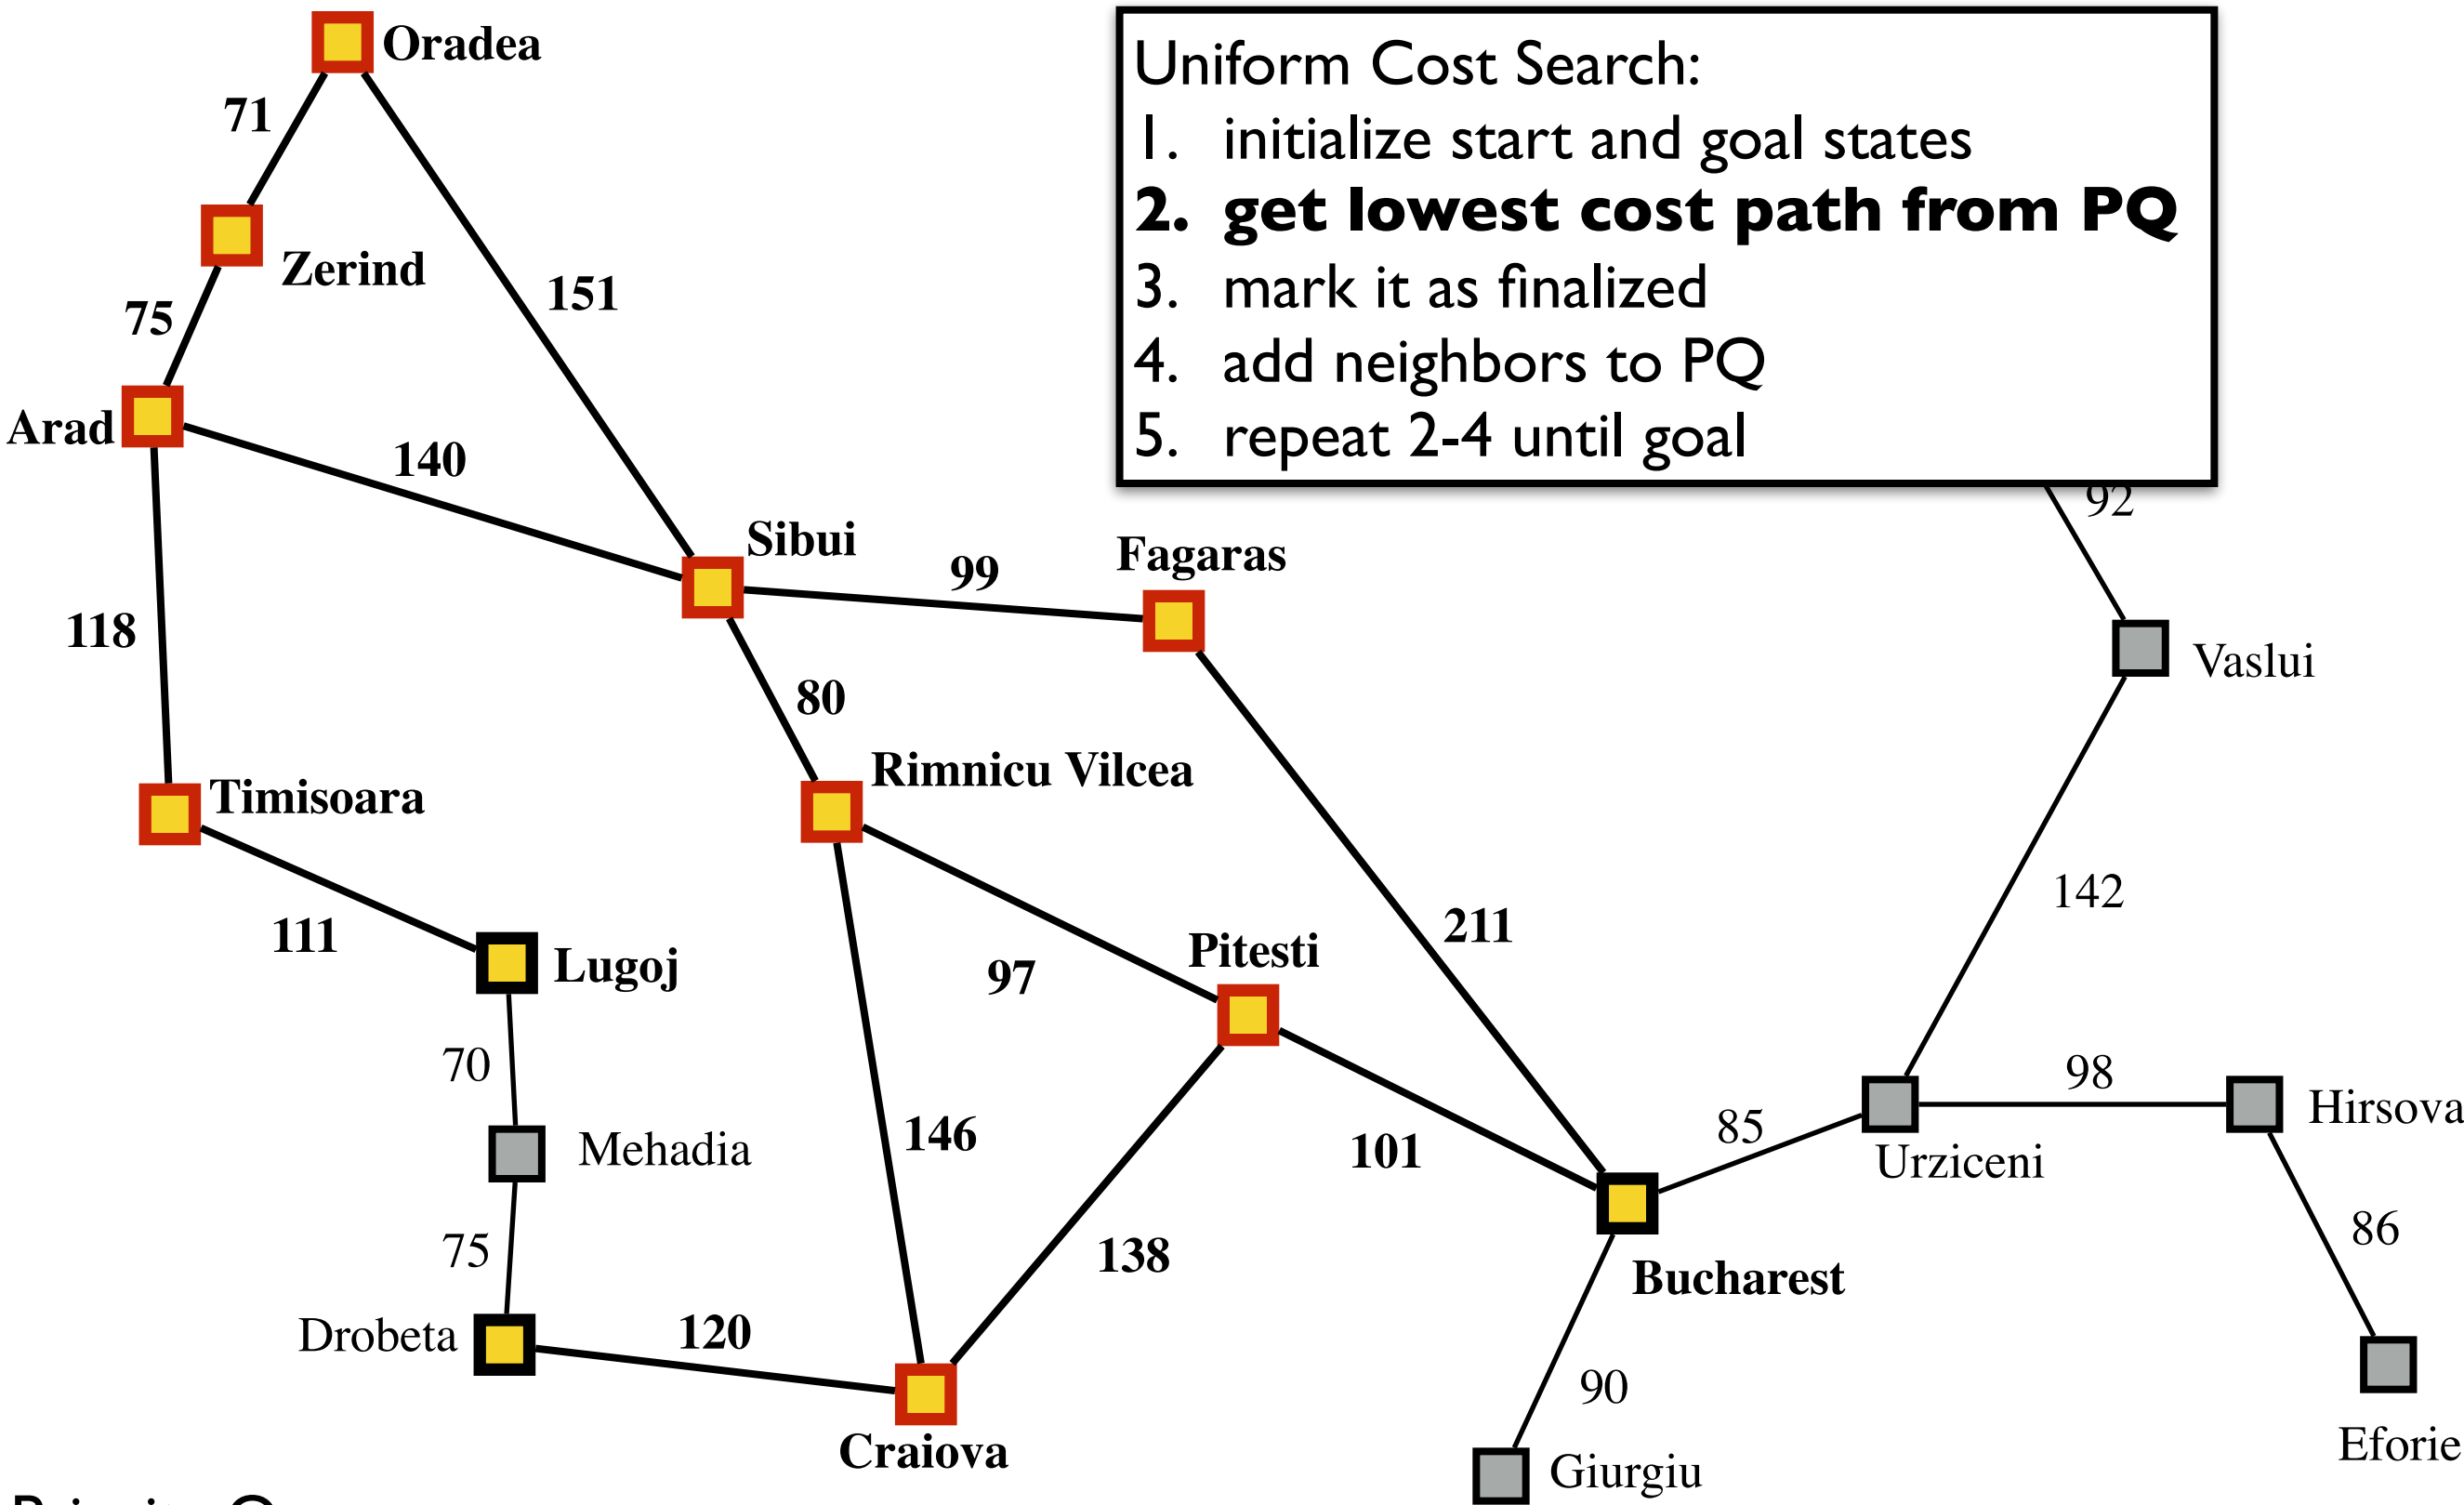 Oradea
Uniform Cost Search:
1. initialize start and goal states
2. get lowest cost path from PQ
3. mark it as finalized
4. add neighbors to PQ
5. repeat 2-4 until goal
71
Zerind
151
75
Arad
140
92
Sibui
99
Fagaras
118
Vaslui
80
Rimnicu Vilcea
Timisoara
142
111
211
Lugoj
97
Pitesti
70
98
Hirsova
85
146
Mehadia
101
Urziceni
86
75
138
Bucharest
Drobeta
120
90
Craiova
Eforie
Giurgiu